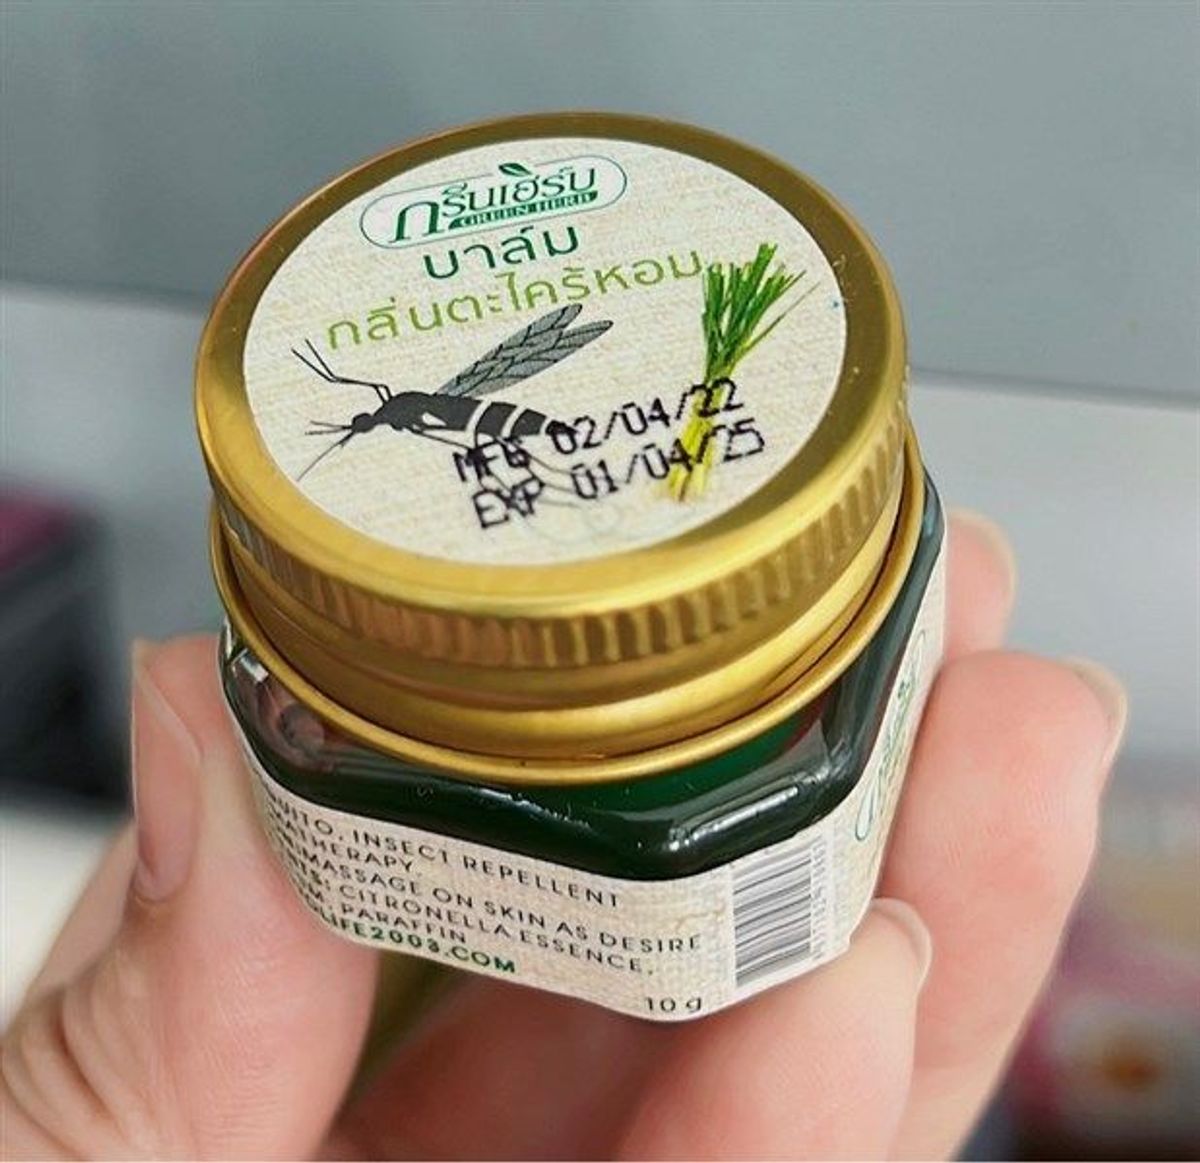 กรีนเฮิร์บ
GREEN HERB
บาล์ม
กลิ่นตะไคร้หอม
MFG 02/04/22
EXP 01/04/25
INSECT REPELLENT
MASSAGE ON SKIN AS DESIRE
CITRONELLA ESSENCE,
PARAFFIN
LIFE2003.COM
10 g